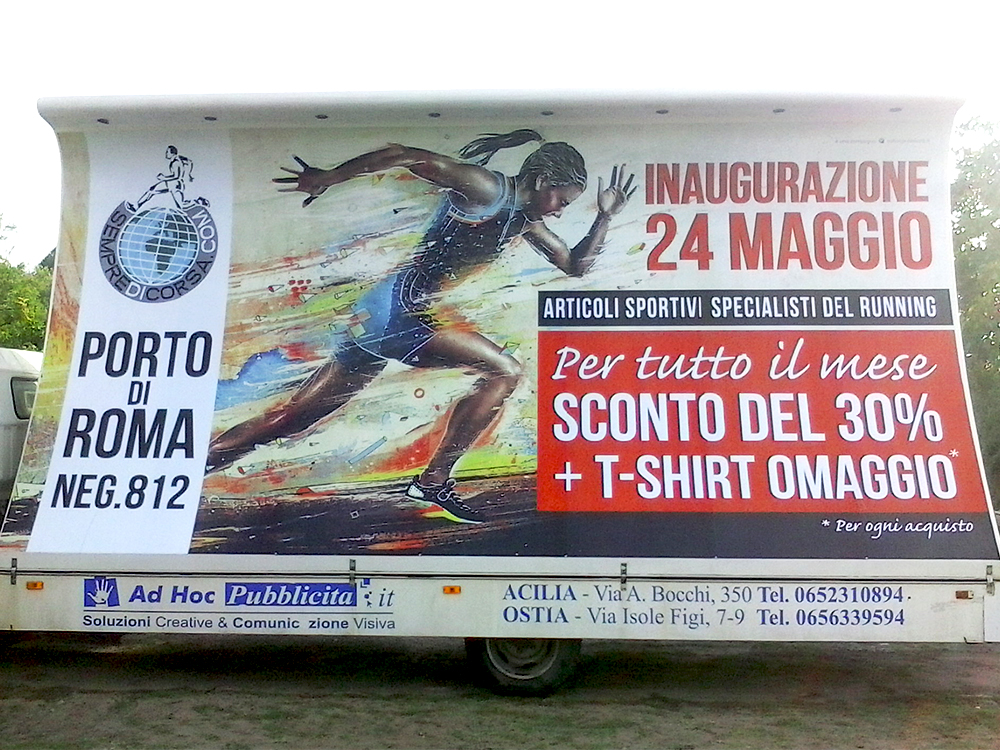 SEMPREDICORSA.COM
PORTO
DI
ROMA
NEG.812
INAUGURAZIONE
24 MAGGIO
ARTICOLI SPORTIVI SPECIALISTI DEL RUNNING
Per tutto il mese
SCONTO DEL 30%
+ T-SHIRT OMAGGIO*
* Per ogni acquisto
Ad Hoc Pubblicita.it
Soluzioni Creative & Comunic zione Visiva
ACILIA - Via A. Bocchi, 350 Tel. 0652310894 -
OSTIA - Via Isole Figi, 7-9 Tel. 0656339594